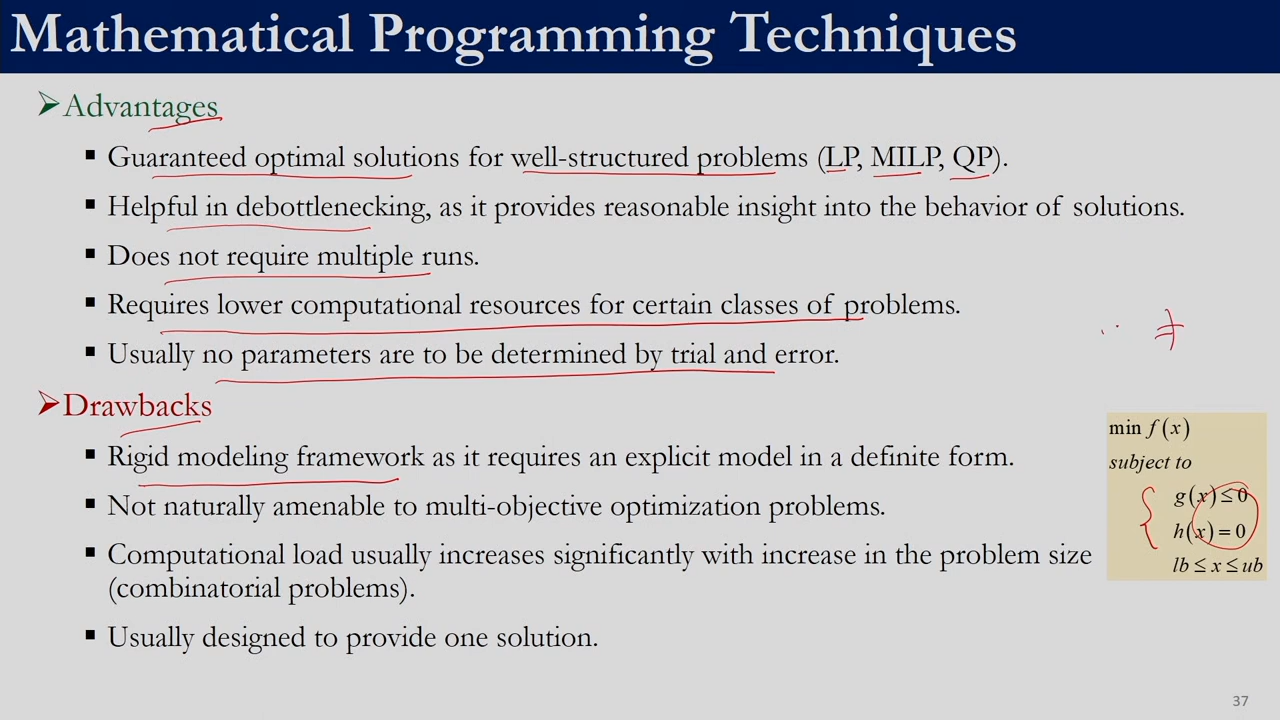 Mathematical Programming Techniques
➢Advantages
▪ Guaranteed optimal solutions for well-structured problems (LP, MILP, QP).
▪ Helpful in debottlenecking, as it provides reasonable insight into the behavior of solutions.
▪ Does not require multiple runs.
▪ Requires lower computational resources for certain classes of problems.
▪ Usually no parameters are to be determined by trial and error.
≠
➢Drawbacks
▪ Rigid modeling framework as it requires an explicit model in a definite form.
▪ Not naturally amenable to multi-objective optimization problems.
▪ Computational load usually increases significantly with increase in the problem size
(combinatorial problems).
▪ Usually designed to provide one solution.
min f(x)
subject to
g(x) ≤ 0
h(x) = 0
lb ≤ x ≤ ub
37